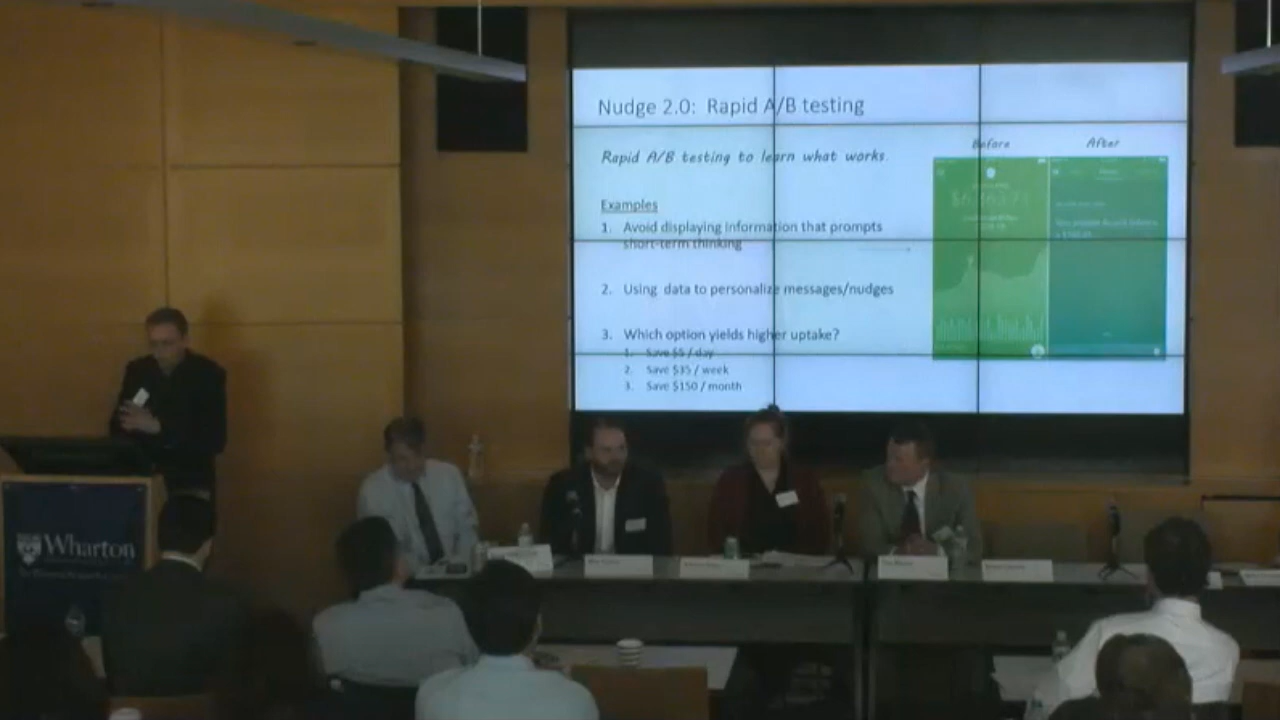 Nudge 2.0: Rapid A/B testing
Rapid A/B testing to learn what works.
Before
After
Examples
1. Avoid displaying information that prompts
short-term thinking
2. Using data to personalize messages/nudges
3. Which option yields higher uptake?
1. Save $5 / day
2. Save $35 / week
3. Save $150 / month
Wharton